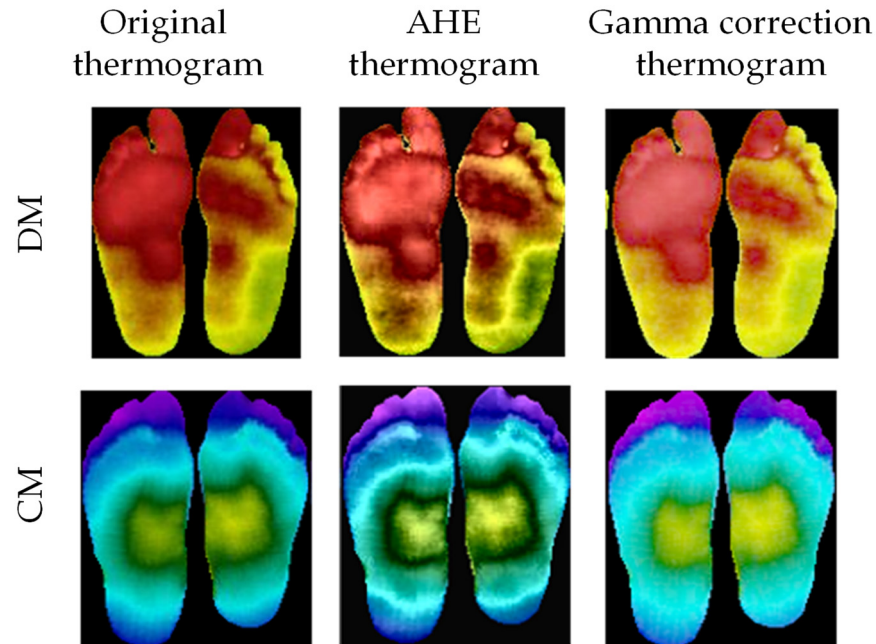 Original
thermogram
AHE
thermogram
Gamma correction
thermogram
DM
CM